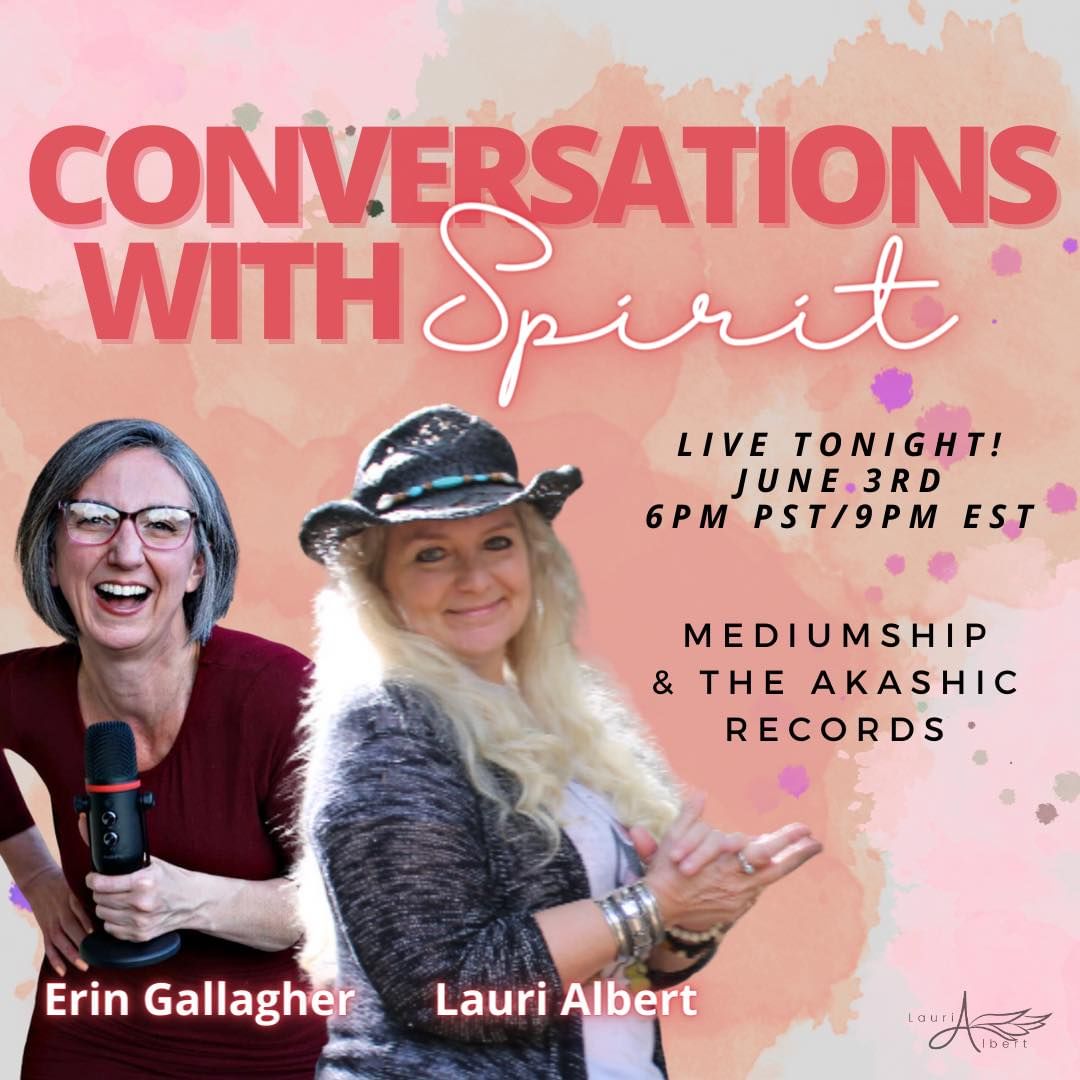 CONVERSATIONS
WITH Spirit
LIVE TONIGHT!
JUNE 3RD
6PM PST/9PM EST
MEDIUMSHIP
& THE AKASHIC
RECORDS
Erin Gallagher
Lauri Albert
Lauri
Albert